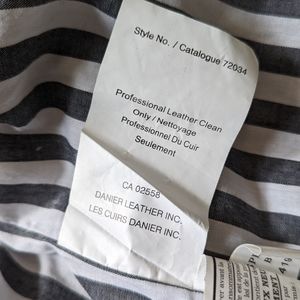 Style No. / Catalogue 72034
Professional Leather Clean
Only / Nettoyage
Professionnel Du Cuir
Seulement
CA 02558
DANIER LEATHER INC.
LES CUIRS DANIER INC.